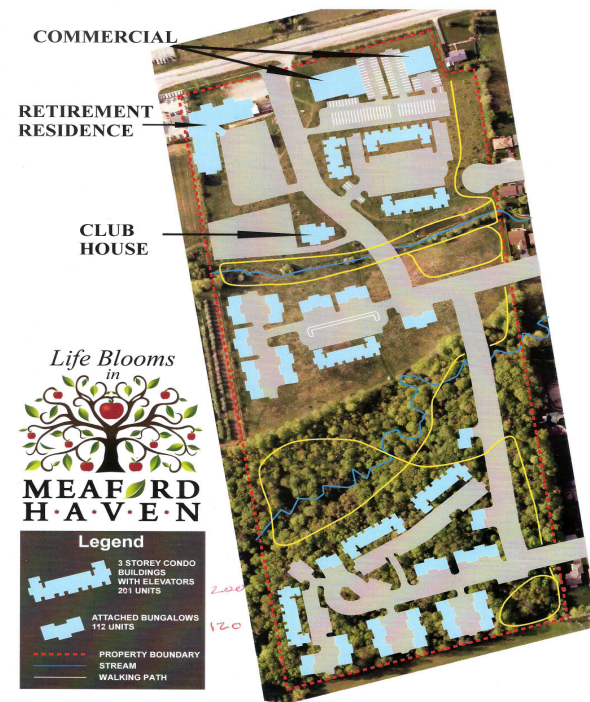 COMMERCIAL
RETIREMENT
RESIDENCE
CLUB
HOUSE
Life Blooms
in
MEAFORD
H·A·V·E·N
Legend
3 STOREY CONDO
BUILDINGS
WITH ELEVATORS
201 UNITS
200
ATTACHED BUNGALOWS
112 UNITS
120
PROPERTY BOUNDARY
STREAM
WALKING PATH